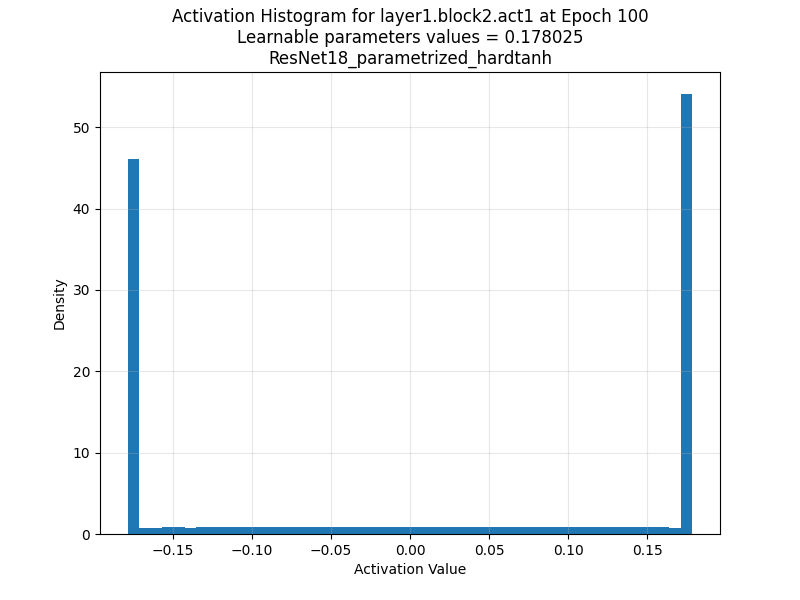 Activation Histogram for layer1.block2.act1 at Epoch 100
Learnable parameters values = 0.178025
ResNet18_parametrized_hardtanh
Density
50
40
30
20
10
0
−0.15 −0.10 −0.05 0.00 0.05 0.10 0.15
Activation Value